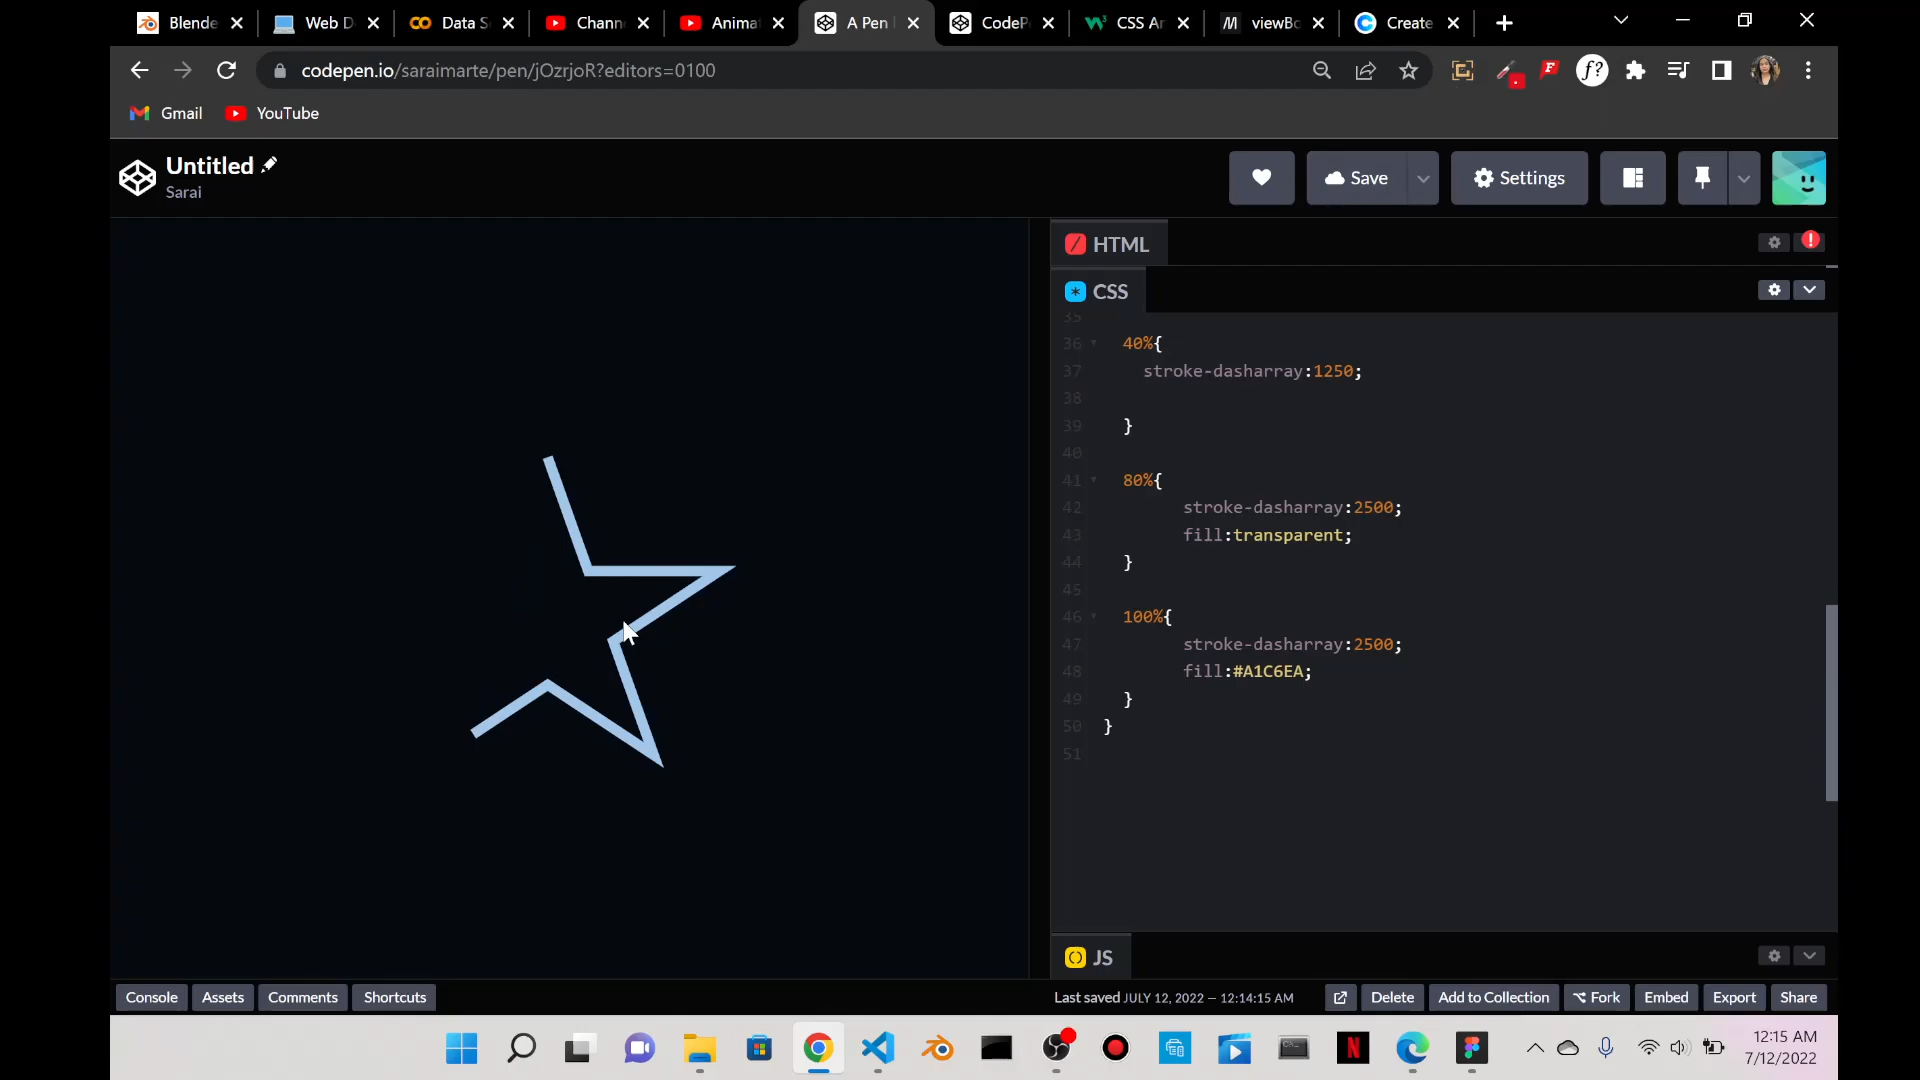 Blende
Web D
Data S
Chann
Animat
A Pen
CodeP
CSS Ar
viewBo
Create
codepen.io/saraimarte/pen/jOzrjoR?editors=0100
Gmail
YouTube
Untitled
Sarai
Save
Settings
HTML
CSS
35
36 40%{
37 stroke-dasharray:1250;
38
39 }
40
41 80%{
42 stroke-dasharray:2500;
43 fill:transparent;
44 }
45
46 100%{
47 stroke-dasharray:2500;
48 fill:#A1C6EA;
49 }
50 }
51
JS
Console
Assets
Comments
Shortcuts
Last saved JULY 12, 2022 — 12:14:15 AM
Delete
Add to Collection
Fork
Embed
Export
Share
12:15 AM
7/12/2022